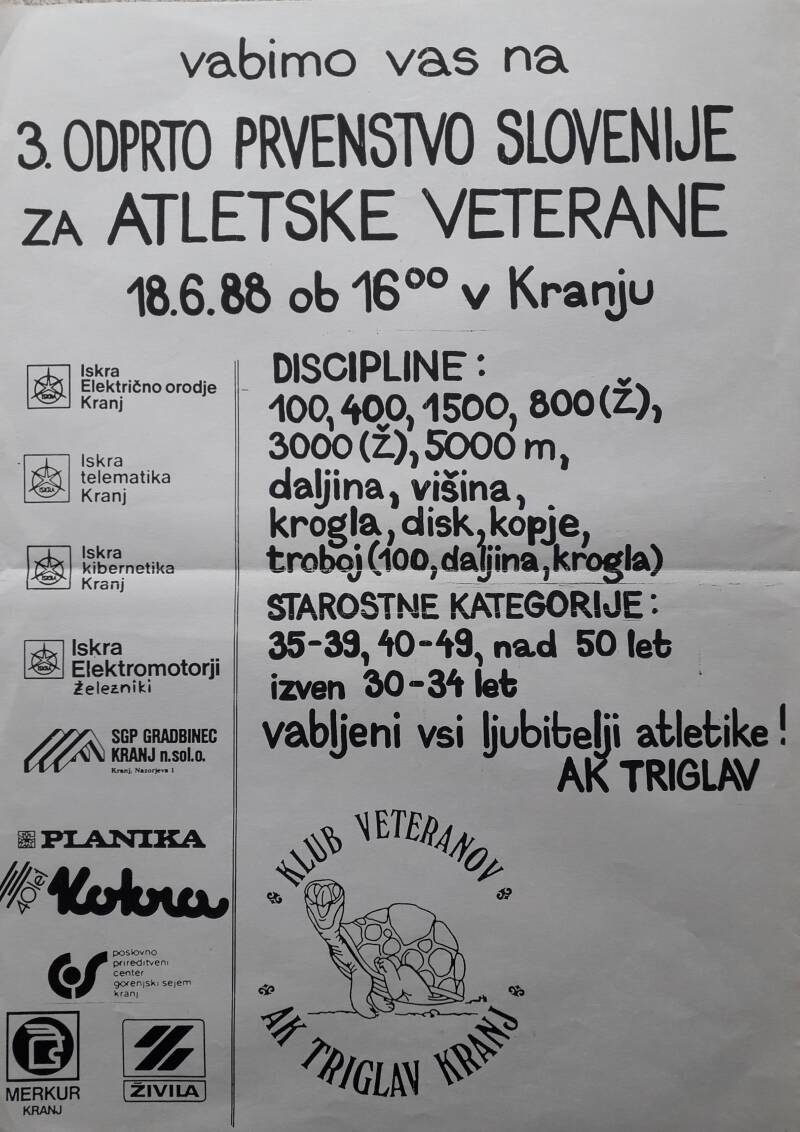 vabimo vas na
3. ODPRTO PRVENSTVO SLOVENIJE
ZA ATLETSKE VETERANE
18.6.88 ob 16⁰⁰ v Kranju
Iskra
Električno orodje
Kranj
Iskra
telematika
Kranj
Iskra
kibernetika
Kranj
Iskra
Elektromotorji
železniki
SGP GRADBINEC
KRANJ n.sol.o.
Kranj, Nazorjeva 1
PLANIKA
40 let
Kokra
poslovno
prireditveni
center
gorenjski sejem
kranj
MERKUR
KRANJ
ŽIVILA
DISCIPLINE:
100, 400, 1500, 800 (Ž),
3000 (Ž), 5000 m,
daljina, višina,
krogla, disk, kopje,
troboj (100, daljina, krogla)
STAROSTNE KATEGORIJE:
35-39, 40-49, nad 50 let
izven 30-34 let
vabljeni vsi ljubitelji atletike!
AK TRIGLAV
KLUB VETERANOV
AK TRIGLAV KRANJ